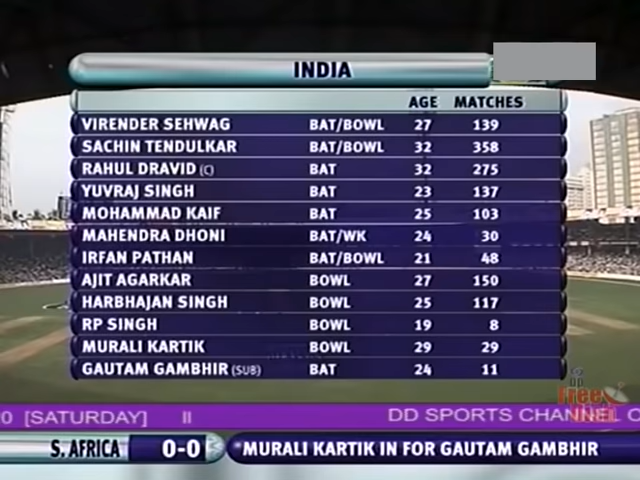 INDIA
AGE MATCHES
VIRENDER SEHWAG BAT/BOWL 27 139
SACHIN TENDULKAR BAT/BOWL 32 358
RAHUL DRAVID (C) BAT 32 275
YUVRAJ SINGH BAT 23 137
MOHAMMAD KAIF BAT 25 103
MAHENDRA DHONI BAT/WK 24 30
IRFAN PATHAN BAT/BOWL 21 48
AJIT AGARKAR BOWL 27 150
HARBHAJAN SINGH BOWL 25 117
RP SINGH BOWL 19 8
MURALI KARTIK BOWL 29 29
GAUTAM GAMBHIR (SUB) BAT 24 11
Free
0 [SATURDAY] II DD SPORTS CHANNEL
S. AFRICA 0-0 MURALI KARTIK IN FOR GAUTAM GAMBHIR